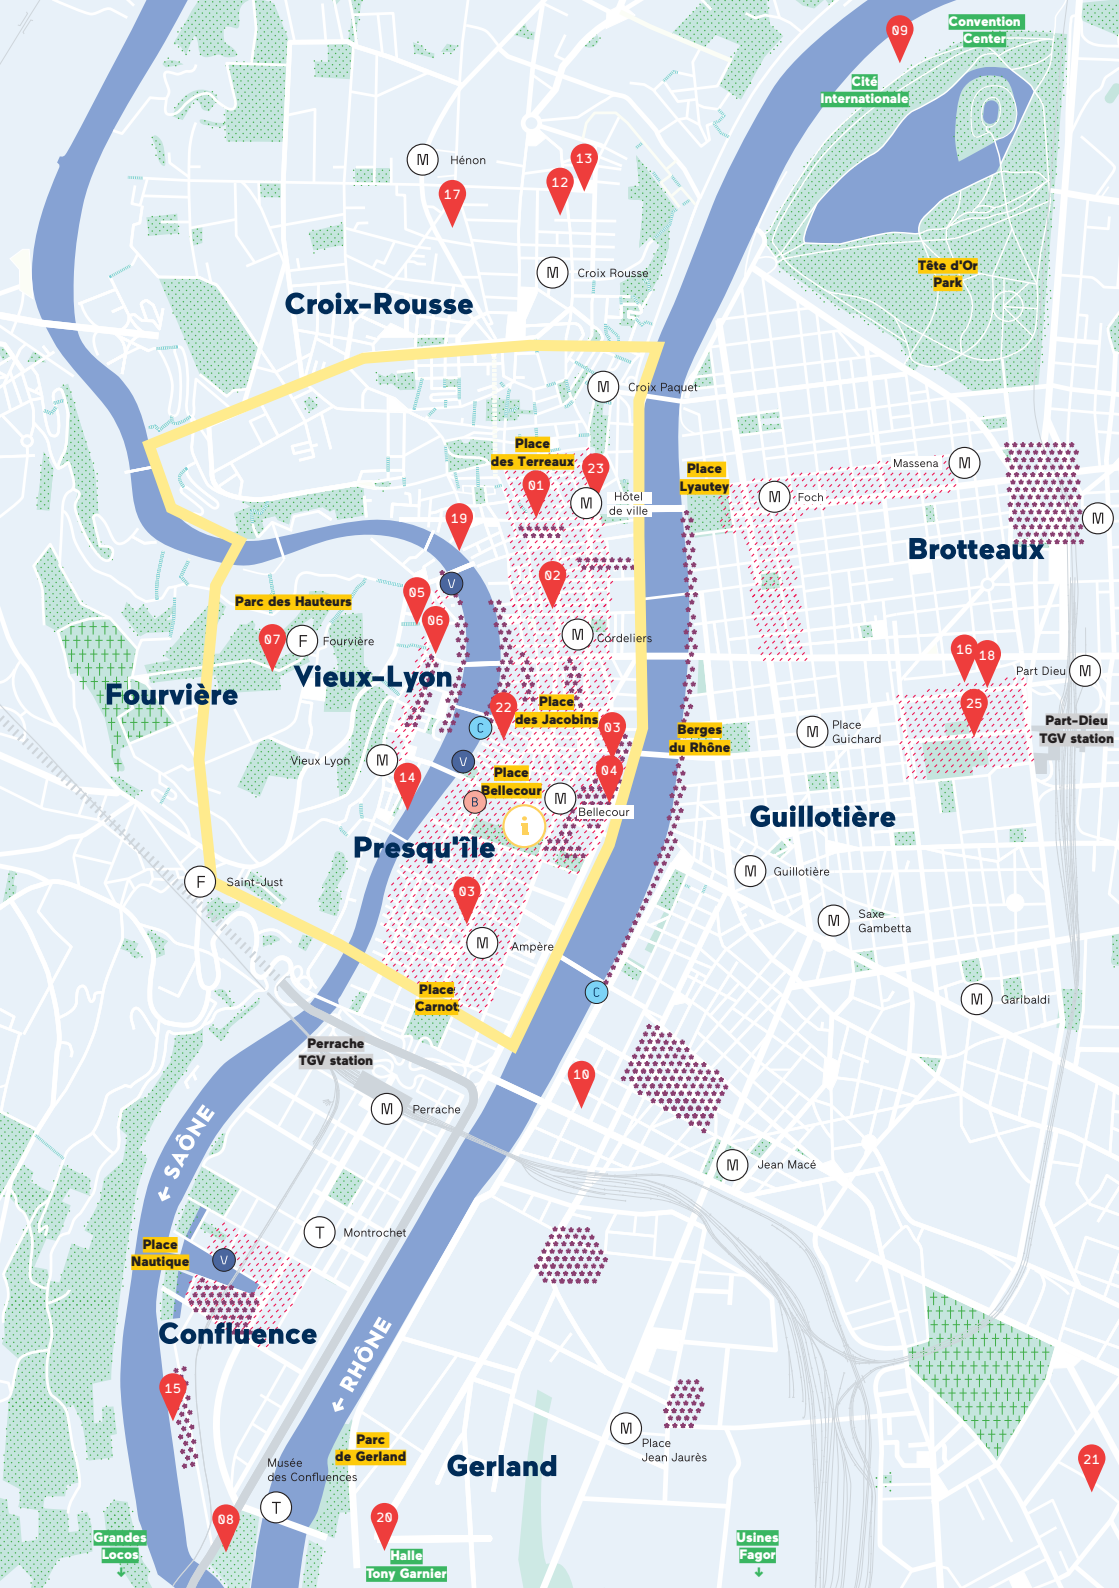 09
Convention
Center
Cité
Internationale
M
Hénon
13
12
17
Tête d'Or
Park
M
Croix Rousse
Croix-Rousse
M
Croix Paquet
Place
des Terreaux
23
01
M
Hôtel
de ville
Place
Lyautey
Massena
M
M
Foch
M
Brotteaux
19
V
02
05
06
Parc des Hauteurs
07
F
Fourvière
M
Cordeliers
16
18
Part Dieu
M
Vieux-Lyon
Fourvière
22
C
Place
des Jacobins
03
25
Part-Dieu
TGV station
Berges
du Rhône
M
Place
Guichard
Vieux Lyon
M
V
14
04
Place
Bellecour
B
M
Bellecour
i
Guillotière
Presqu'île
F
Saint-Just
03
M
Guillotière
M
Saxe
Gambetta
M
Ampère
Place
Carnot
C
M
Garibaldi
Perrache
TGV station
10
M
Perrache
← SAÔNE
M
Jean Macé
T
Montrochet
Place
Nautique
V
Confluence
← RHÔNE
15
Parc
de Gerland
Musée
des Confluences
T
Gerland
M
Place
Jean Jaurès
21
08
20
Grandes
Locos
↓
Halle
Tony Garnier
Usines
Fagor
↓